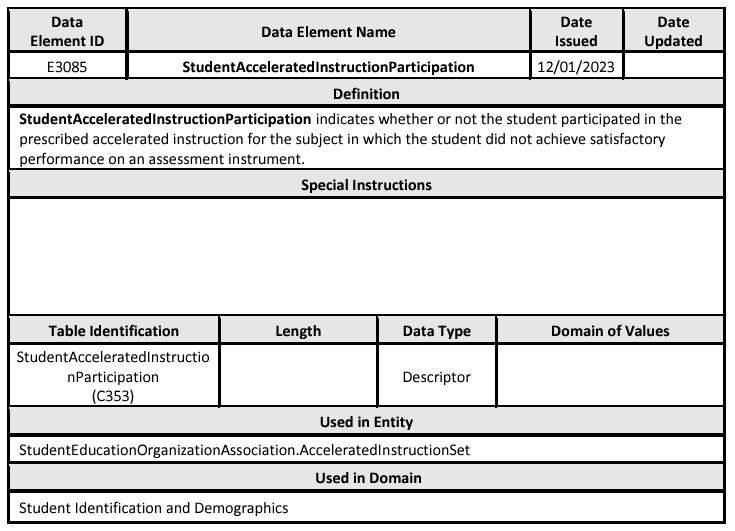 Data Element ID Data Element Name Date Issued Date Updated
E3085 StudentAcceleratedInstructionParticipation 12/01/2023
Definition
StudentAcceleratedInstructionParticipation indicates whether or not the student participated in the
prescribed accelerated instruction for the subject in which the student did not achieve satisfactory
performance on an assessment instrument.
Special Instructions
Table Identification Length Data Type Domain of Values
StudentAcceleratedInstructio
nParticipation
(C353)
Descriptor
Used in Entity
StudentEducationOrganizationAssociation.AcceleratedInstructionSet
Used in Domain
Student Identification and Demographics